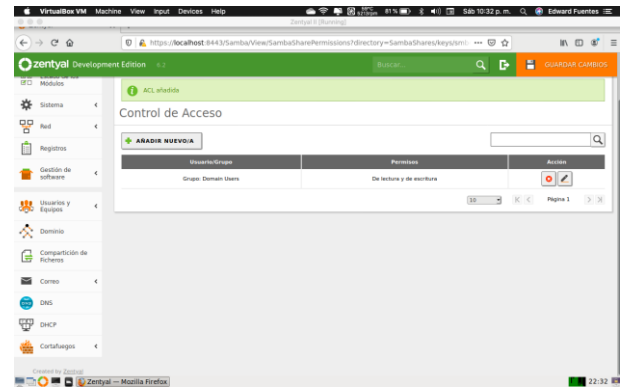 VirtualBox VM Machine View Input Devices Help 81% Sáb 10:32 p. m. Edward Fuentes
Zentyal II [Running]
https://localhost:8443/Samba/View/SambaSharePermissions?directory=SambaShares/keys/smb
zentyal Development Edition 6.2 Buscar... GUARDAR CAMBIOS
Módulos
ACL añadida
Sistema
Control de Acceso
Red
AÑADIR NUEVO/A
Registros
Usuario/Grupo Permisos Acción
Gestión de software
Grupo: Domain Users De lectura y de escritura
10 Página 1
Usuarios y Equipos
Dominio
Compartición de Ficheros
Correo
DNS
DHCP
Cortafuegos
Created by Zentyal
Zentyal — Mozilla Firefox 22:32